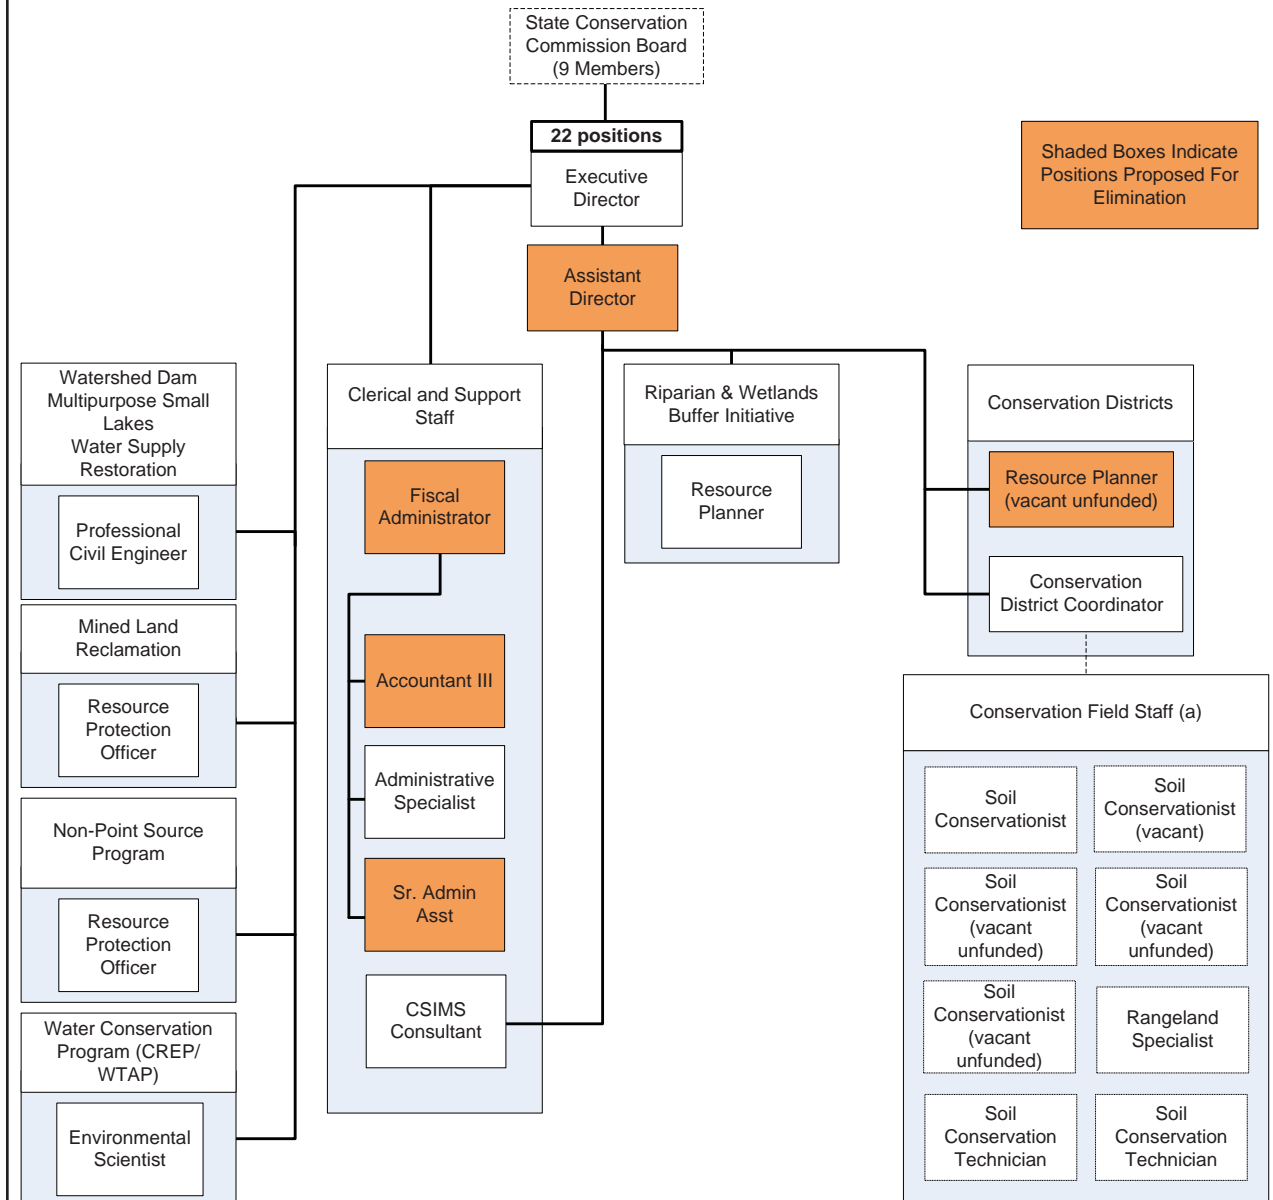 State Conservation
Commission Board
(9 Members)
22 positions
Executive
Director
Shaded Boxes Indicate
Positions Proposed For
Elimination
Assistant
Director
Watershed Dam
Multipurpose Small
Lakes
Water Supply
Restoration
Professional
Civil Engineer
Mined Land
Reclamation
Resource
Protection
Officer
Non-Point Source
Program
Resource
Protection
Officer
Water Conservation
Program (CREP/
WTAP)
Environmental
Scientist
Clerical and Support
Staff
Fiscal
Administrator
Accountant III
Administrative
Specialist
Sr. Admin
Asst
CSIMS
Consultant
Riparian & Wetlands
Buffer Initiative
Resource
Planner
Conservation Districts
Resource Planner
(vacant unfunded)
Conservation
District Coordinator
Conservation Field Staff (a)
Soil
Conservationist
Soil
Conservationist
(vacant)
Soil
Conservationist
(vacant
unfunded)
Soil
Conservationist
(vacant
unfunded)
Soil
Conservationist
(vacant
unfunded)
Rangeland
Specialist
Soil
Conservation
Technician
Soil
Conservation
Technician